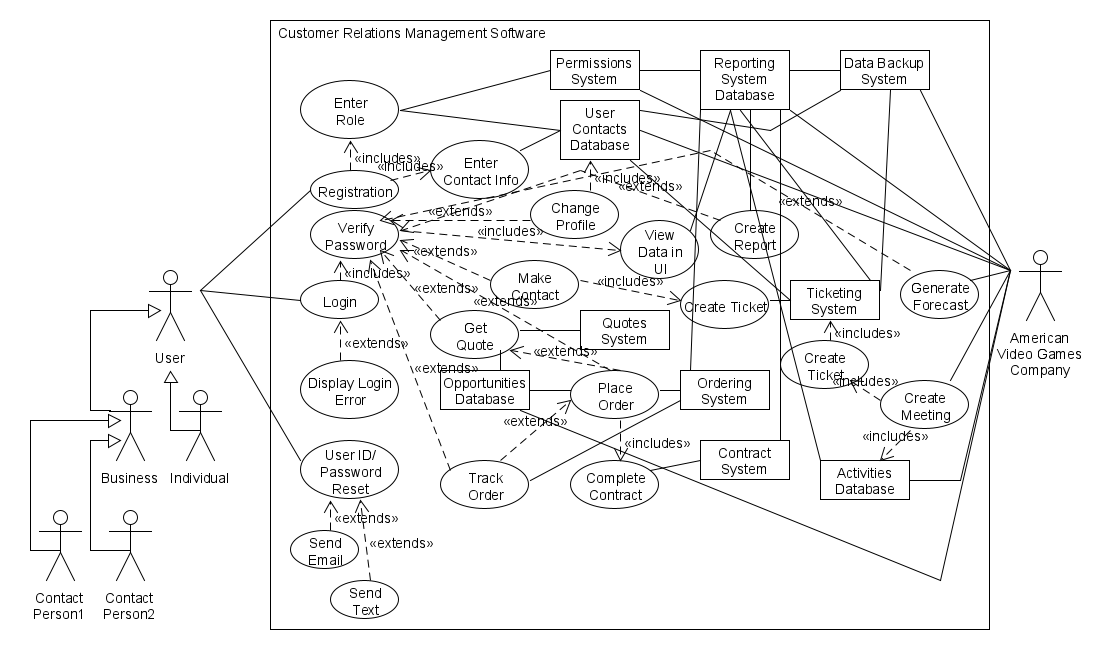 Customer Relations Management Software
Permissions
System
Reporting
System
Database
Data Backup
System
Enter
Role
User
Contacts
Database
«includes»
«includes»
Enter
Contact Info
«includes»
«extends»
Registration
«extends»
«extends»
Change
Profile
Verify
Password
«includes»
View
Data in
UI
Create
Report
«extends»
«includes»
Make
Contact
«includes»
Generate
Forecast
Login
«extends»
«extends»
Create Ticket
Ticketing
System
User
«extends»
Get
Quote
Quotes
System
«includes»
American
Video Games
Company
«extends»
«extends»
Create
Ticket
Display Login
Error
Opportunities
Database
Place
Order
Ordering
System
«includes»
Create
Meeting
«extends»
«includes»
«includes»
Business
Individual
User ID/
Password
Reset
Track
Order
Complete
Contract
Contract
System
Activities
Database
«extends»
«extends»
Send
Email
Contact
Person1
Contact
Person2
Send
Text